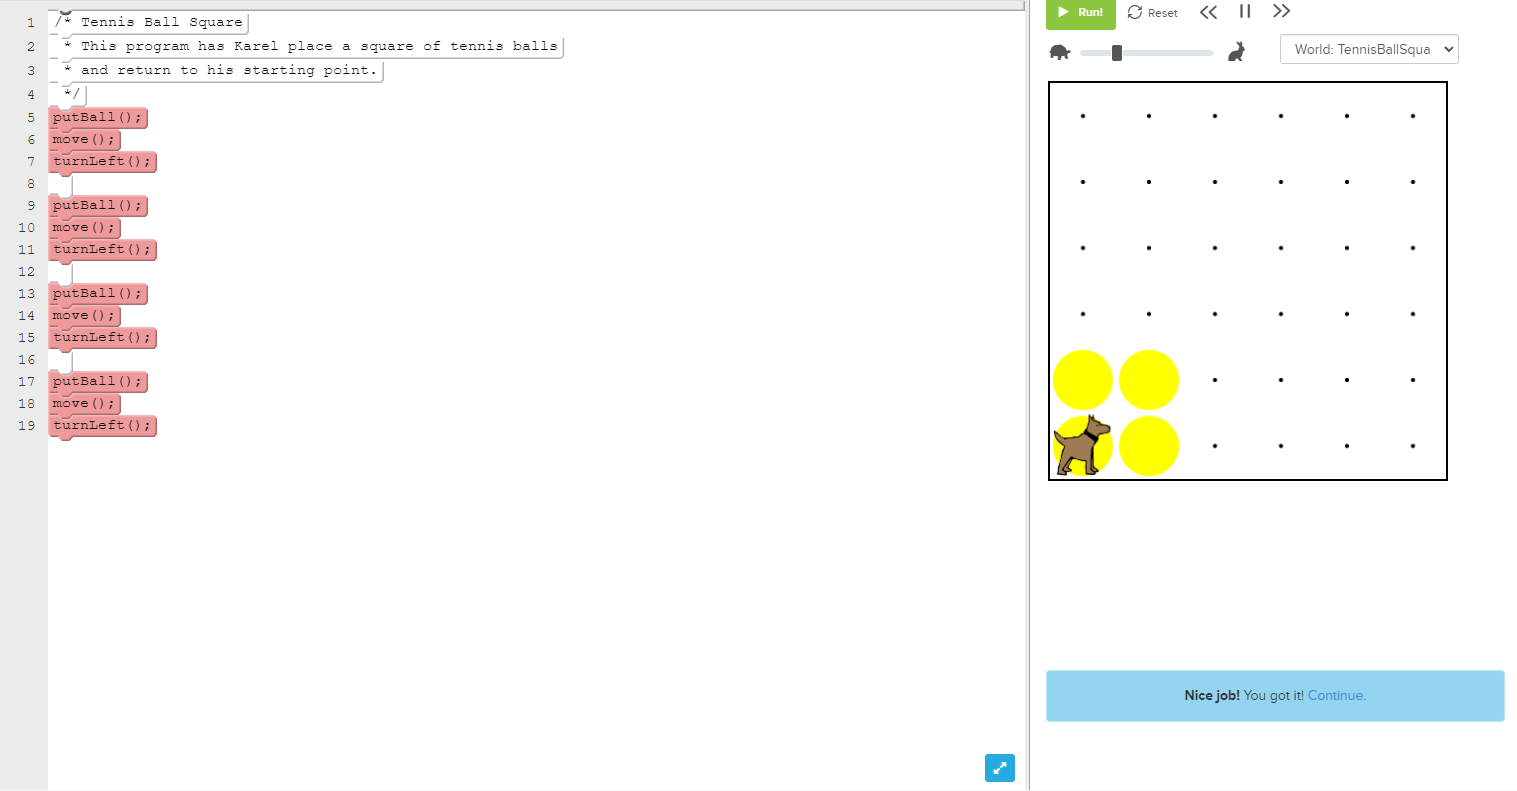 1 /* Tennis Ball Square
2 * This program has Karel place a square of tennis balls
3 * and return to his starting point.
4 */
5 putBall();
6 move();
7 turnLeft();
8
9 putBall();
10 move();
11 turnLeft();
12
13 putBall();
14 move();
15 turnLeft();
16
17 putBall();
18 move();
19 turnLeft();
Run! Reset
World: TennisBallSqua
Nice job! You got it! Continue.